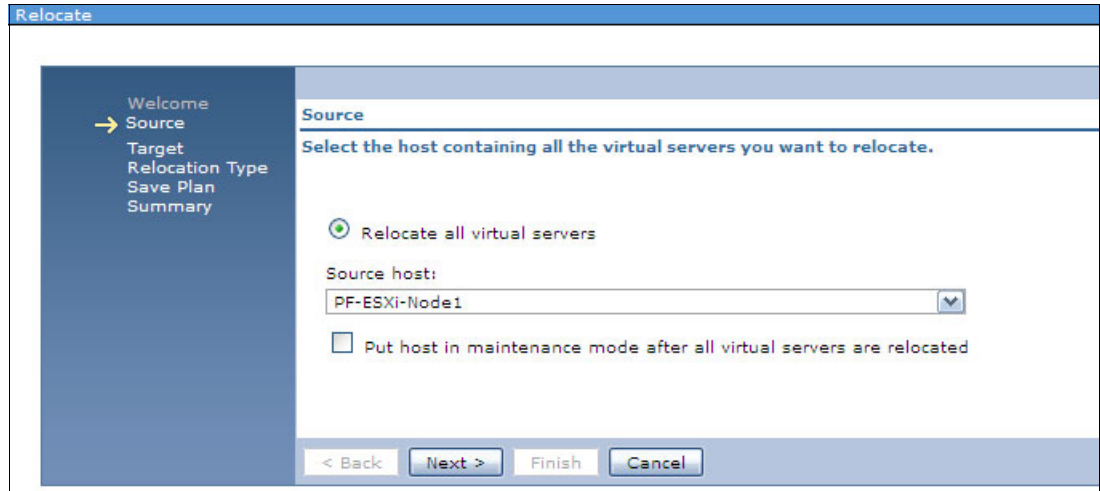 Relocate
Welcome
Source
Target
Relocation Type
Save Plan
Summary
Source
Select the host containing all the virtual servers you want to relocate.
Relocate all virtual servers
Source host:
PF-ESXi-Node1
Put host in maintenance mode after all virtual servers are relocated
< Back Next > Finish Cancel